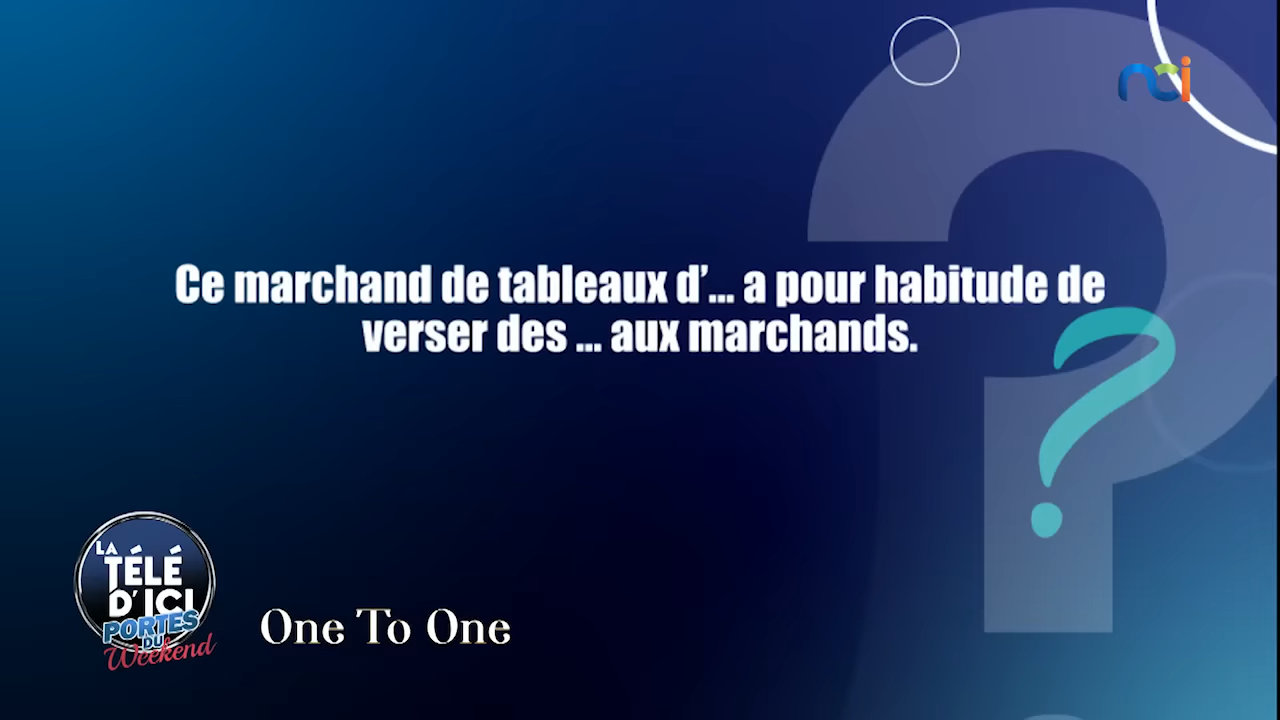 nci
Ce marchand de tableaux d’... a pour habitude de
verser des ... aux marchands.
LA
TÉLÉ
D' ICI
PORTES
DU
Weekend
One To One